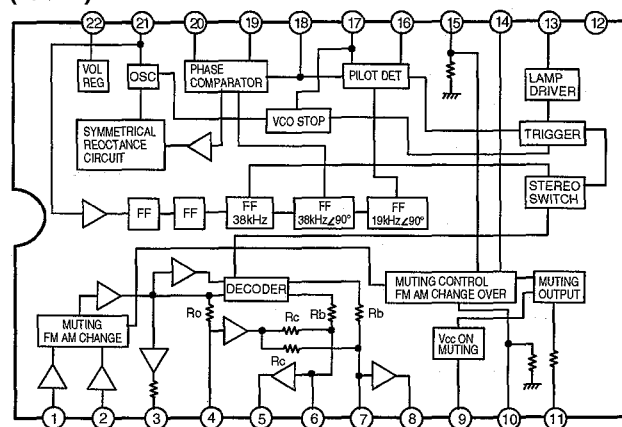 22 21 20 19 18 17 16 15 14 13 12
VOL
REG
OSC
PHASE
COMPARATOR
PILOT DET
LAMP
DRIVER
VCO STOP
TRIGGER
SYMMETRICAL
REOCTANCE
CIRCUIT
STEREO
SWITCH
FF
FF
FF
38kHz
FF
38kHz∠90°
FF
19kHz∠90°
DECODER
MUTING CONTROL
FM AM CHANGE OVER
MUTING
OUTPUT
Ro
Rc
Rb
Rb
MUTING
FM AM CHANGE
Rc
Vcc ON
MUTING
1 2 3 4 5 6 7 8 9 10 11